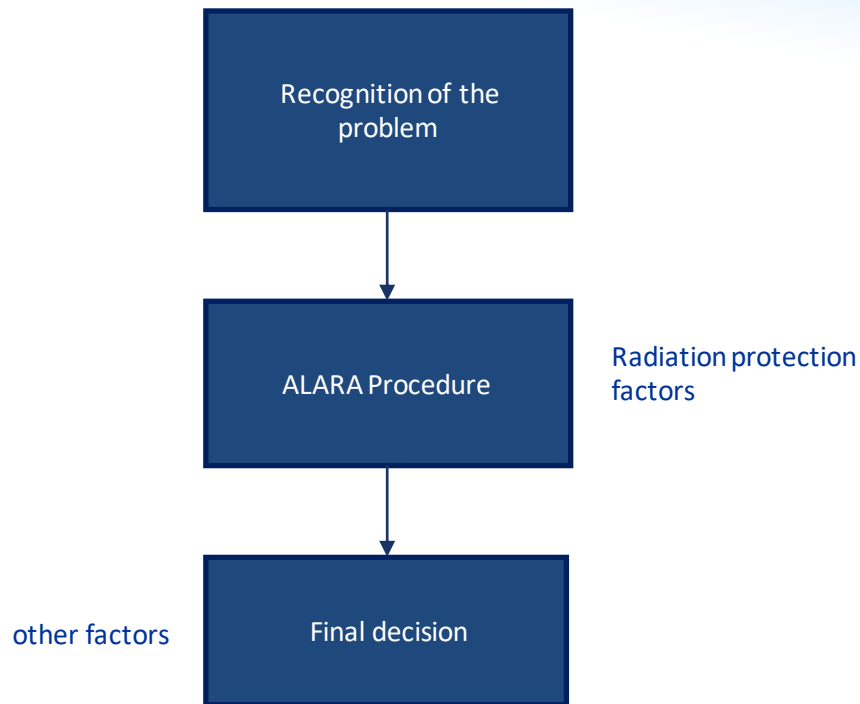 Recognition of the
problem
ALARA Procedure
Radiation protection
factors
other factors
Final decision